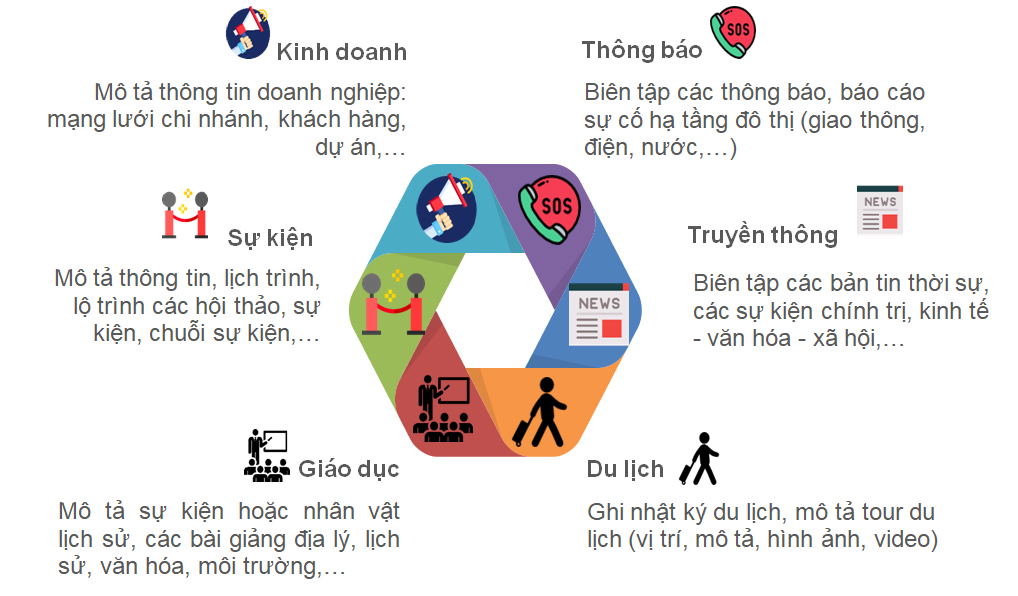 Kinh doanh
Mô tả thông tin doanh nghiệp:
mạng lưới chi nhánh, khách hàng,
dự án,...
SOS
Thông báo
Biên tập các thông báo, báo cáo
sự cố hạ tầng đô thị (giao thông,
điện, nước,...)
Sự kiện
Mô tả thông tin, lịch trình,
lộ trình các hội thảo, sự
kiện, chuỗi sự kiện,...
SOS
NEWS
NEWS
Truyền thông
Biên tập các bản tin thời sự,
các sự kiện chính trị, kinh tế
- văn hóa - xã hội,...
Giáo dục
Mô tả sự kiện hoặc nhân vật
lịch sử, các bài giảng địa lý, lịch
sử, văn hóa, môi trường,...
Du lịch
Ghi nhật ký du lịch, mô tả tour du
lịch (vị trí, mô tả, hình ảnh, video)